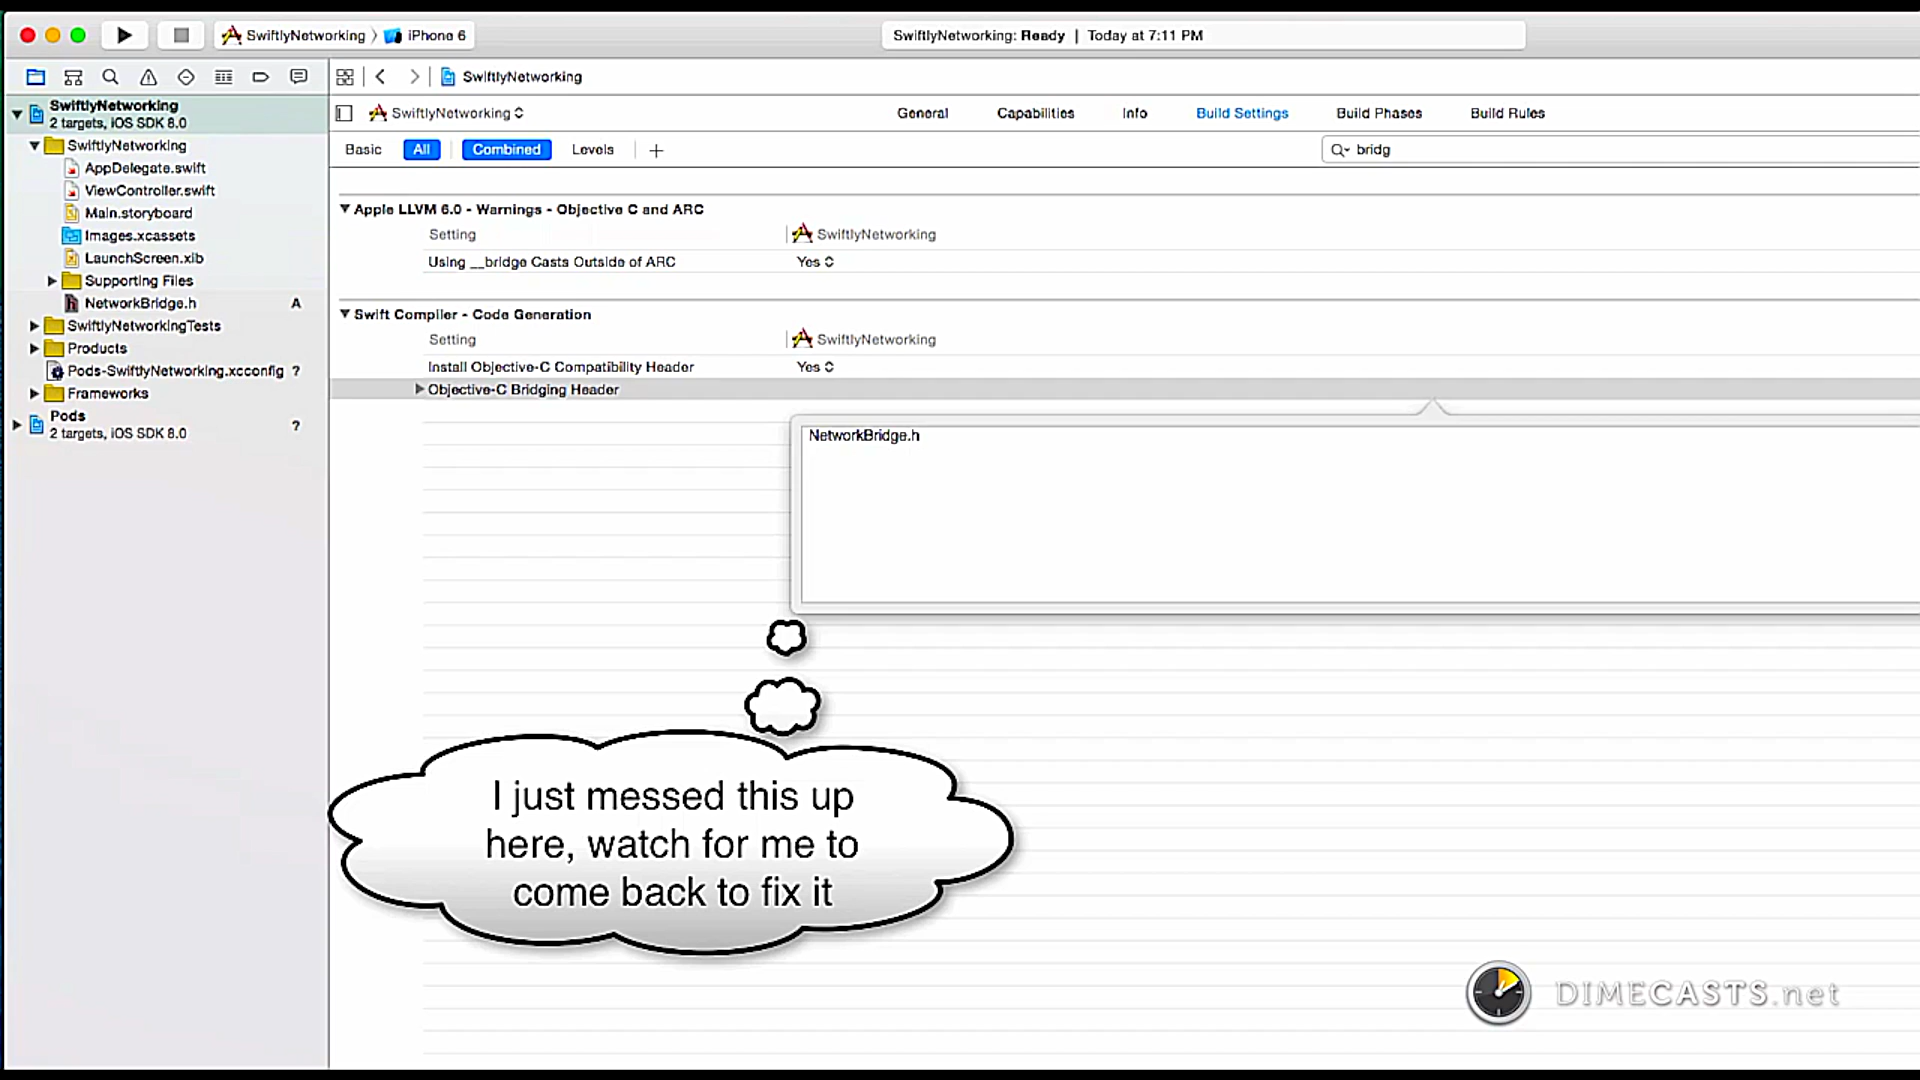 SwiftlyNetworking 〉 iPhone 6
SwiftlyNetworking: Ready | Today at 7:11 PM
SwiftlyNetworking
2 targets, iOS SDK 8.0
SwiftlyNetworking
AppDelegate.swift
ViewController.swift
Main.storyboard
Images.xcassets
LaunchScreen.xib
Supporting Files
NetworkBridge.h A
SwiftlyNetworkingTests
Products
Pods-SwiftlyNetworking.xcconfig ?
Frameworks
Pods
2 targets, iOS SDK 8.0 ?
SwiftlyNetworking
SwiftlyNetworking General Capabilities Info Build Settings Build Phases Build Rules
Basic All Combined Levels + bridg
Apple LLVM 6.0 - Warnings - Objective C and ARC
Setting SwiftlyNetworking
Using __bridge Casts Outside of ARC Yes
Swift Compiler - Code Generation
Setting SwiftlyNetworking
Install Objective-C Compatibility Header Yes
Objective-C Bridging Header
NetworkBridge.h
I just messed this up
here, watch for me to
come back to fix it
DIMECASTS.net